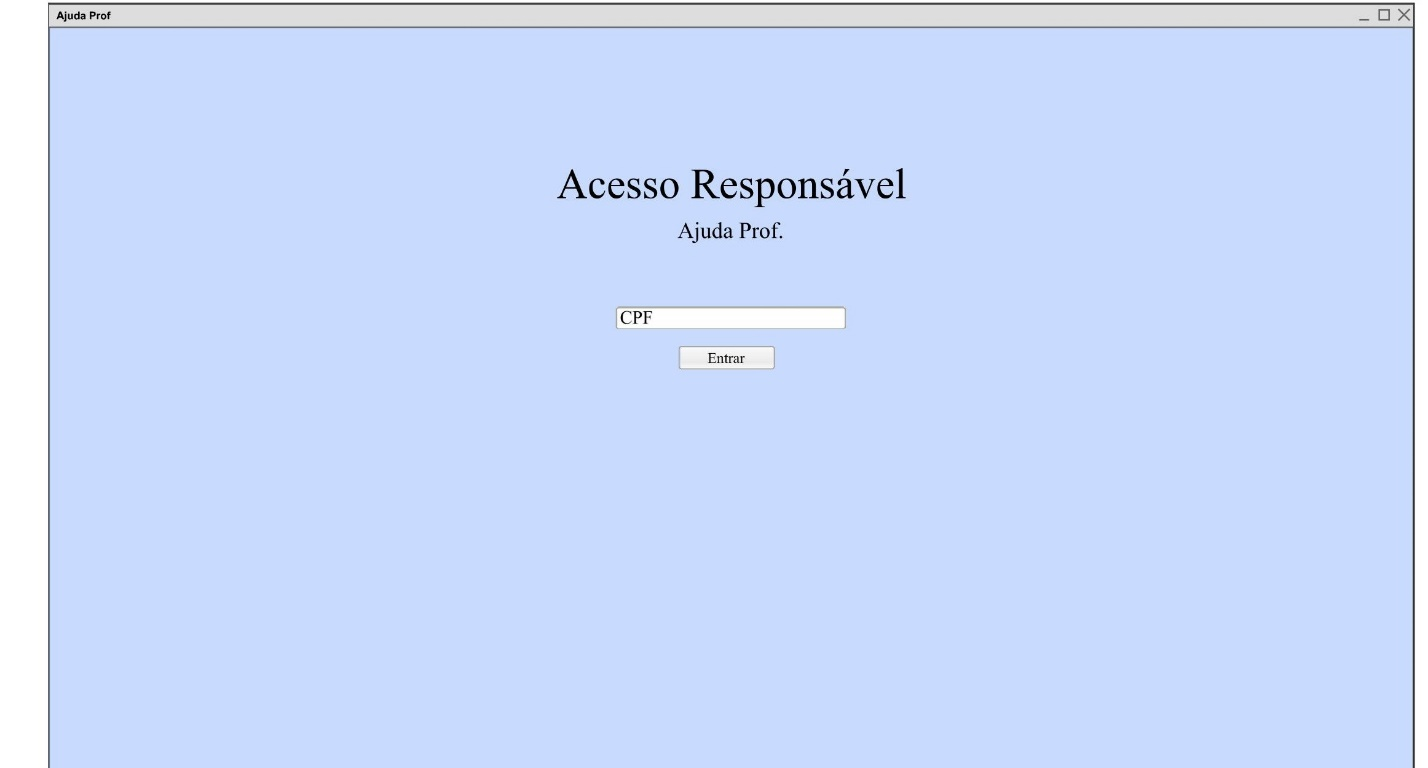 Ajuda Prof
Acesso Responsável
Ajuda Prof.
CPF
Entrar